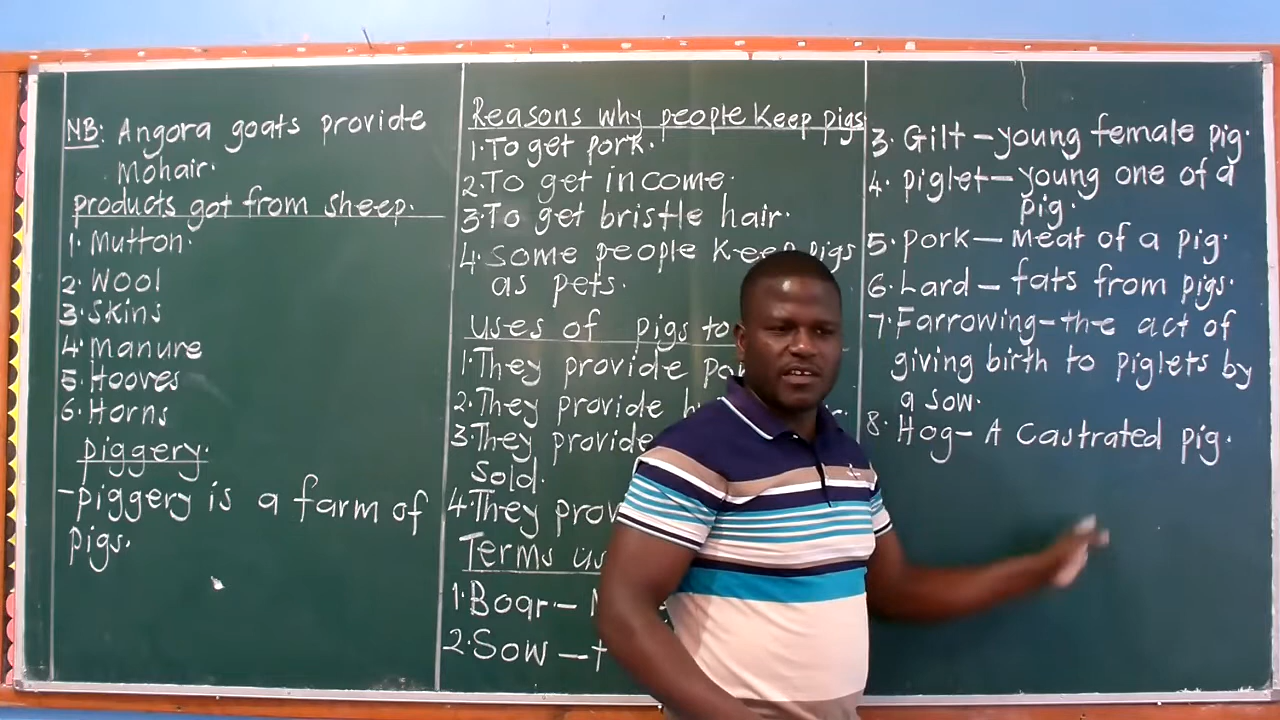 NB: Angora goats provide
Mohair.
products got from sheep.
1. Mutton.
2. Wool
3. Skins
4. Manure
5. Hooves
6. Horns
piggery.
-piggery is a farm of
pigs.
Reasons why people keep pigs
1. To get pork.
2. To get income.
3. To get bristle hair.
4. Some people keep pigs
as pets.
uses of pigs to
1. They provide
2. They provide
3. They provide
Sold.
4. They
Terms
1. Boar-
2. Sow -
3. Gilt - young female pig.
4. piglet - young one of a
pig.
5. pork - Meat of a pig.
6. Lard - fats from pigs.
7. Farrowing - the act of
giving birth to piglets by
a sow.
8. Hog - A Castrated pig.